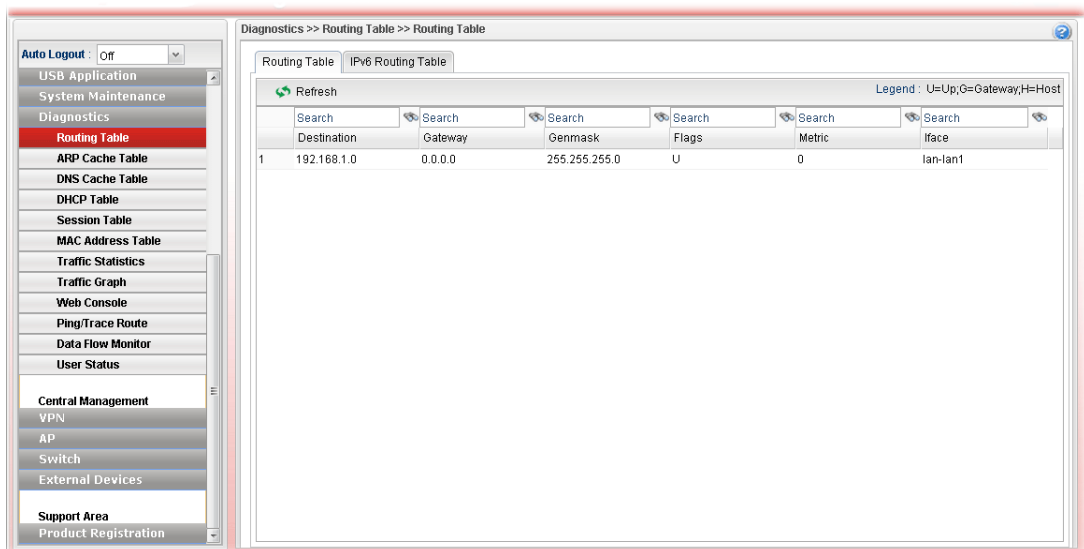 Diagnostics >> Routing Table >> Routing Table
Auto Logout : Off
USB Application
System Maintenance
Diagnostics
Routing Table
ARP Cache Table
DNS Cache Table
DHCP Table
Session Table
MAC Address Table
Traffic Statistics
Traffic Graph
Web Console
Ping/Trace Route
Data Flow Monitor
User Status
Central Management
VPN
AP
Switch
External Devices
Support Area
Product Registration
Routing Table IPv6 Routing Table
Refresh Legend : U=Up;G=Gateway;H=Host
Search Search Search Search Search Search
Destination Gateway Genmask Flags Metric Iface
1 192.168.1.0 0.0.0.0 255.255.255.0 U 0 lan-lan1